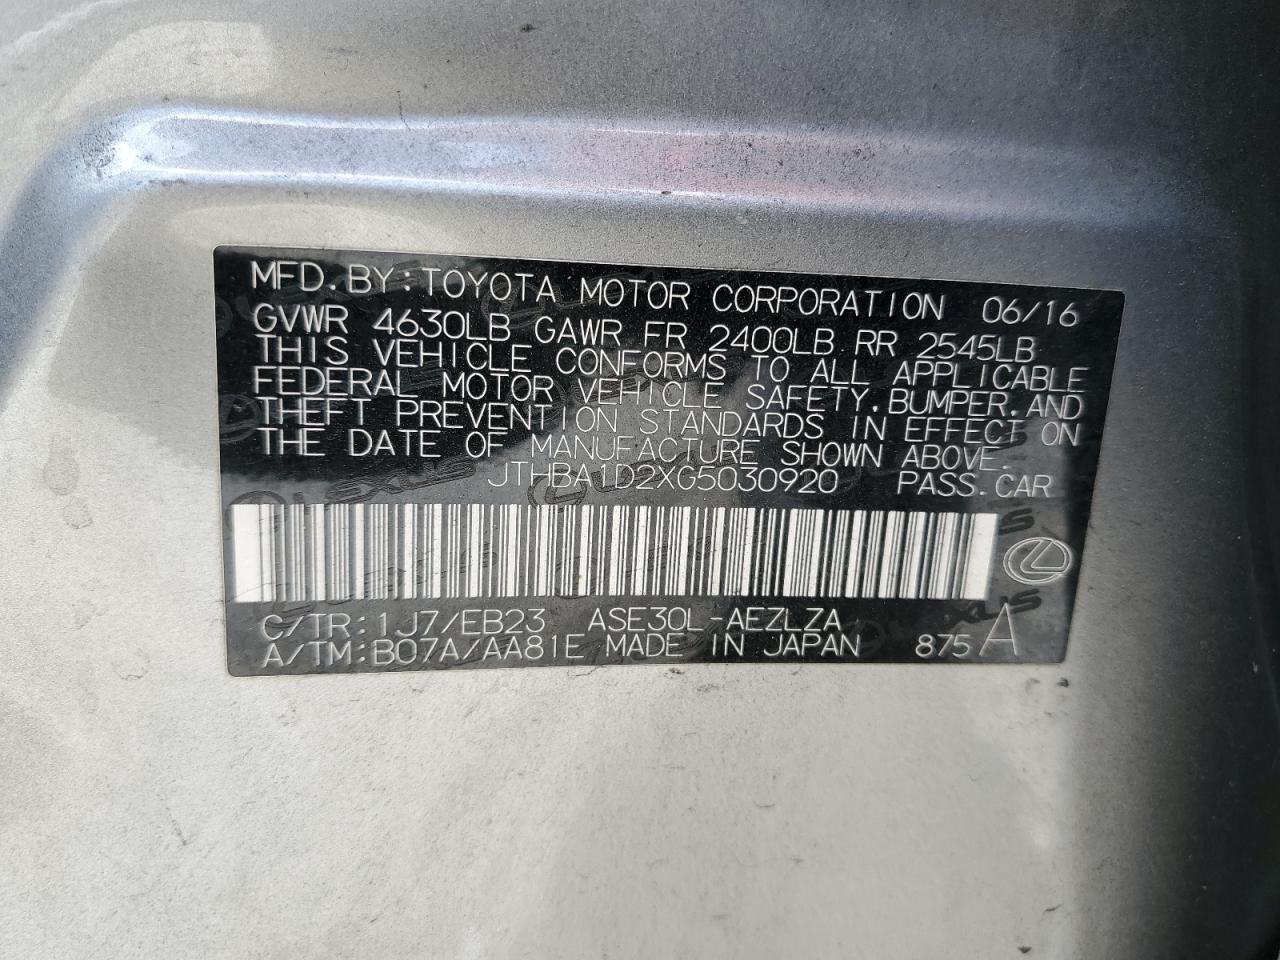 MFD.BY:TOYOTA MOTOR CORPORATION 06/16
GVWR 4630LB GAWR FR 2400LB RR 2545LB
THIS VEHICLE CONFORMS TO ALL APPLICABLE
FEDERAL MOTOR VEHICLE SAFETY.BUMPER.AND
THEFT PREVENTION STANDARDS IN EFFECT ON
THE DATE OF MANUFACTURE SHOWN ABOVE.
JTHBA1D2XG5030920 PASS.CAR
C/TR:1J7/EB23 ASE30L-AEZLZA
A/TM:B07A/AA81E MADE IN JAPAN 875A
LEXUS